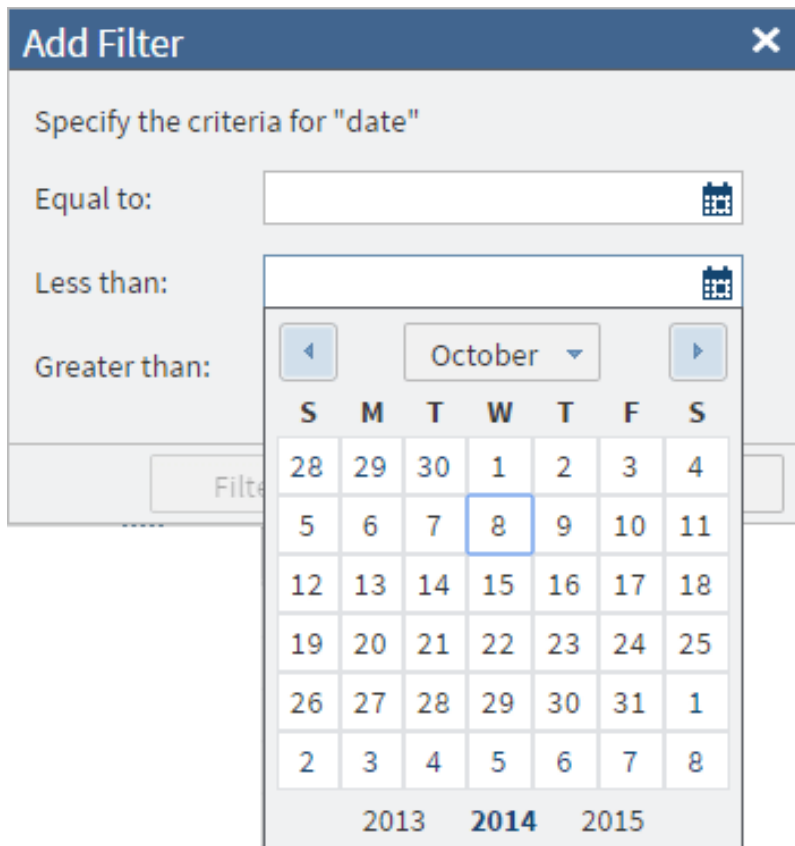 Add Filter
Specify the criteria for "date"
Equal to:
Less than:
October
Greater than:
S M T W T F S
28 29 30 1 2 3 4
5 6 7 8 9 10 11
12 13 14 15 16 17 18
19 20 21 22 23 24 25
26 27 28 29 30 31 1
2 3 4 5 6 7 8
2013 2014 2015